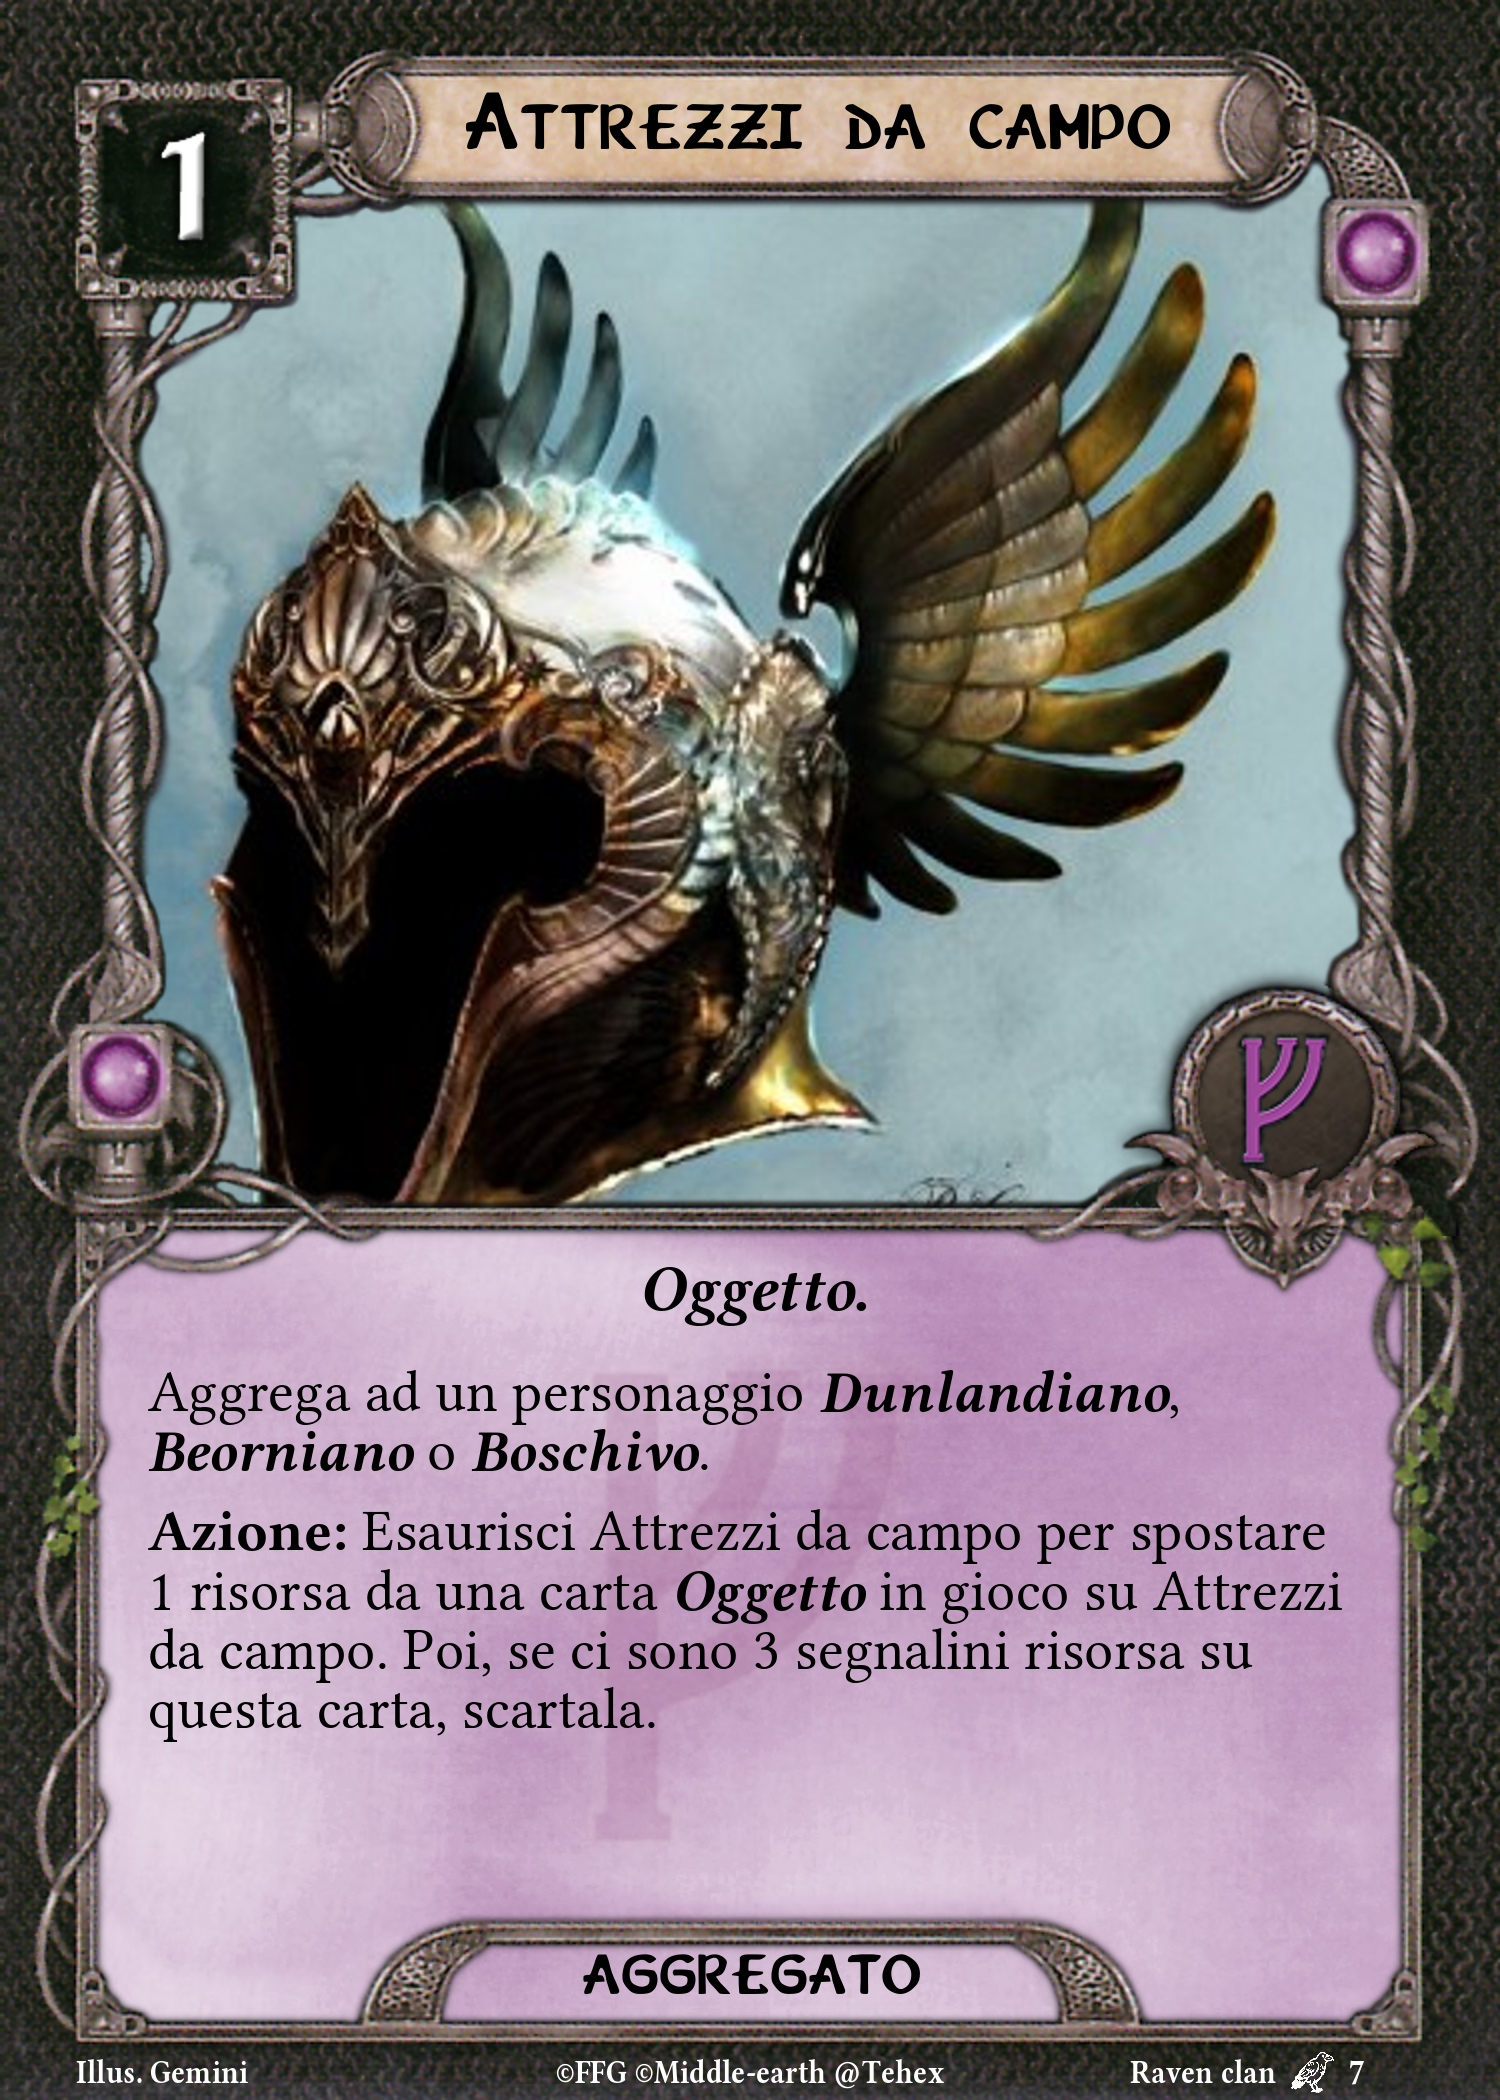 1
Attrezzi da campo
Oggetto.
Aggrega ad un personaggio Dunlandiano,
Beorniano o Boschivo.
Azione: Esaurisci Attrezzi da campo per spostare
1 risorsa da una carta Oggetto in gioco su Attrezzi
da campo. Poi, se ci sono 3 segnalini risorsa su
questa carta, scartala.
AGGREGATO
Illus. Gemini ©FFG ©Middle-earth @Tehex Raven clan 7